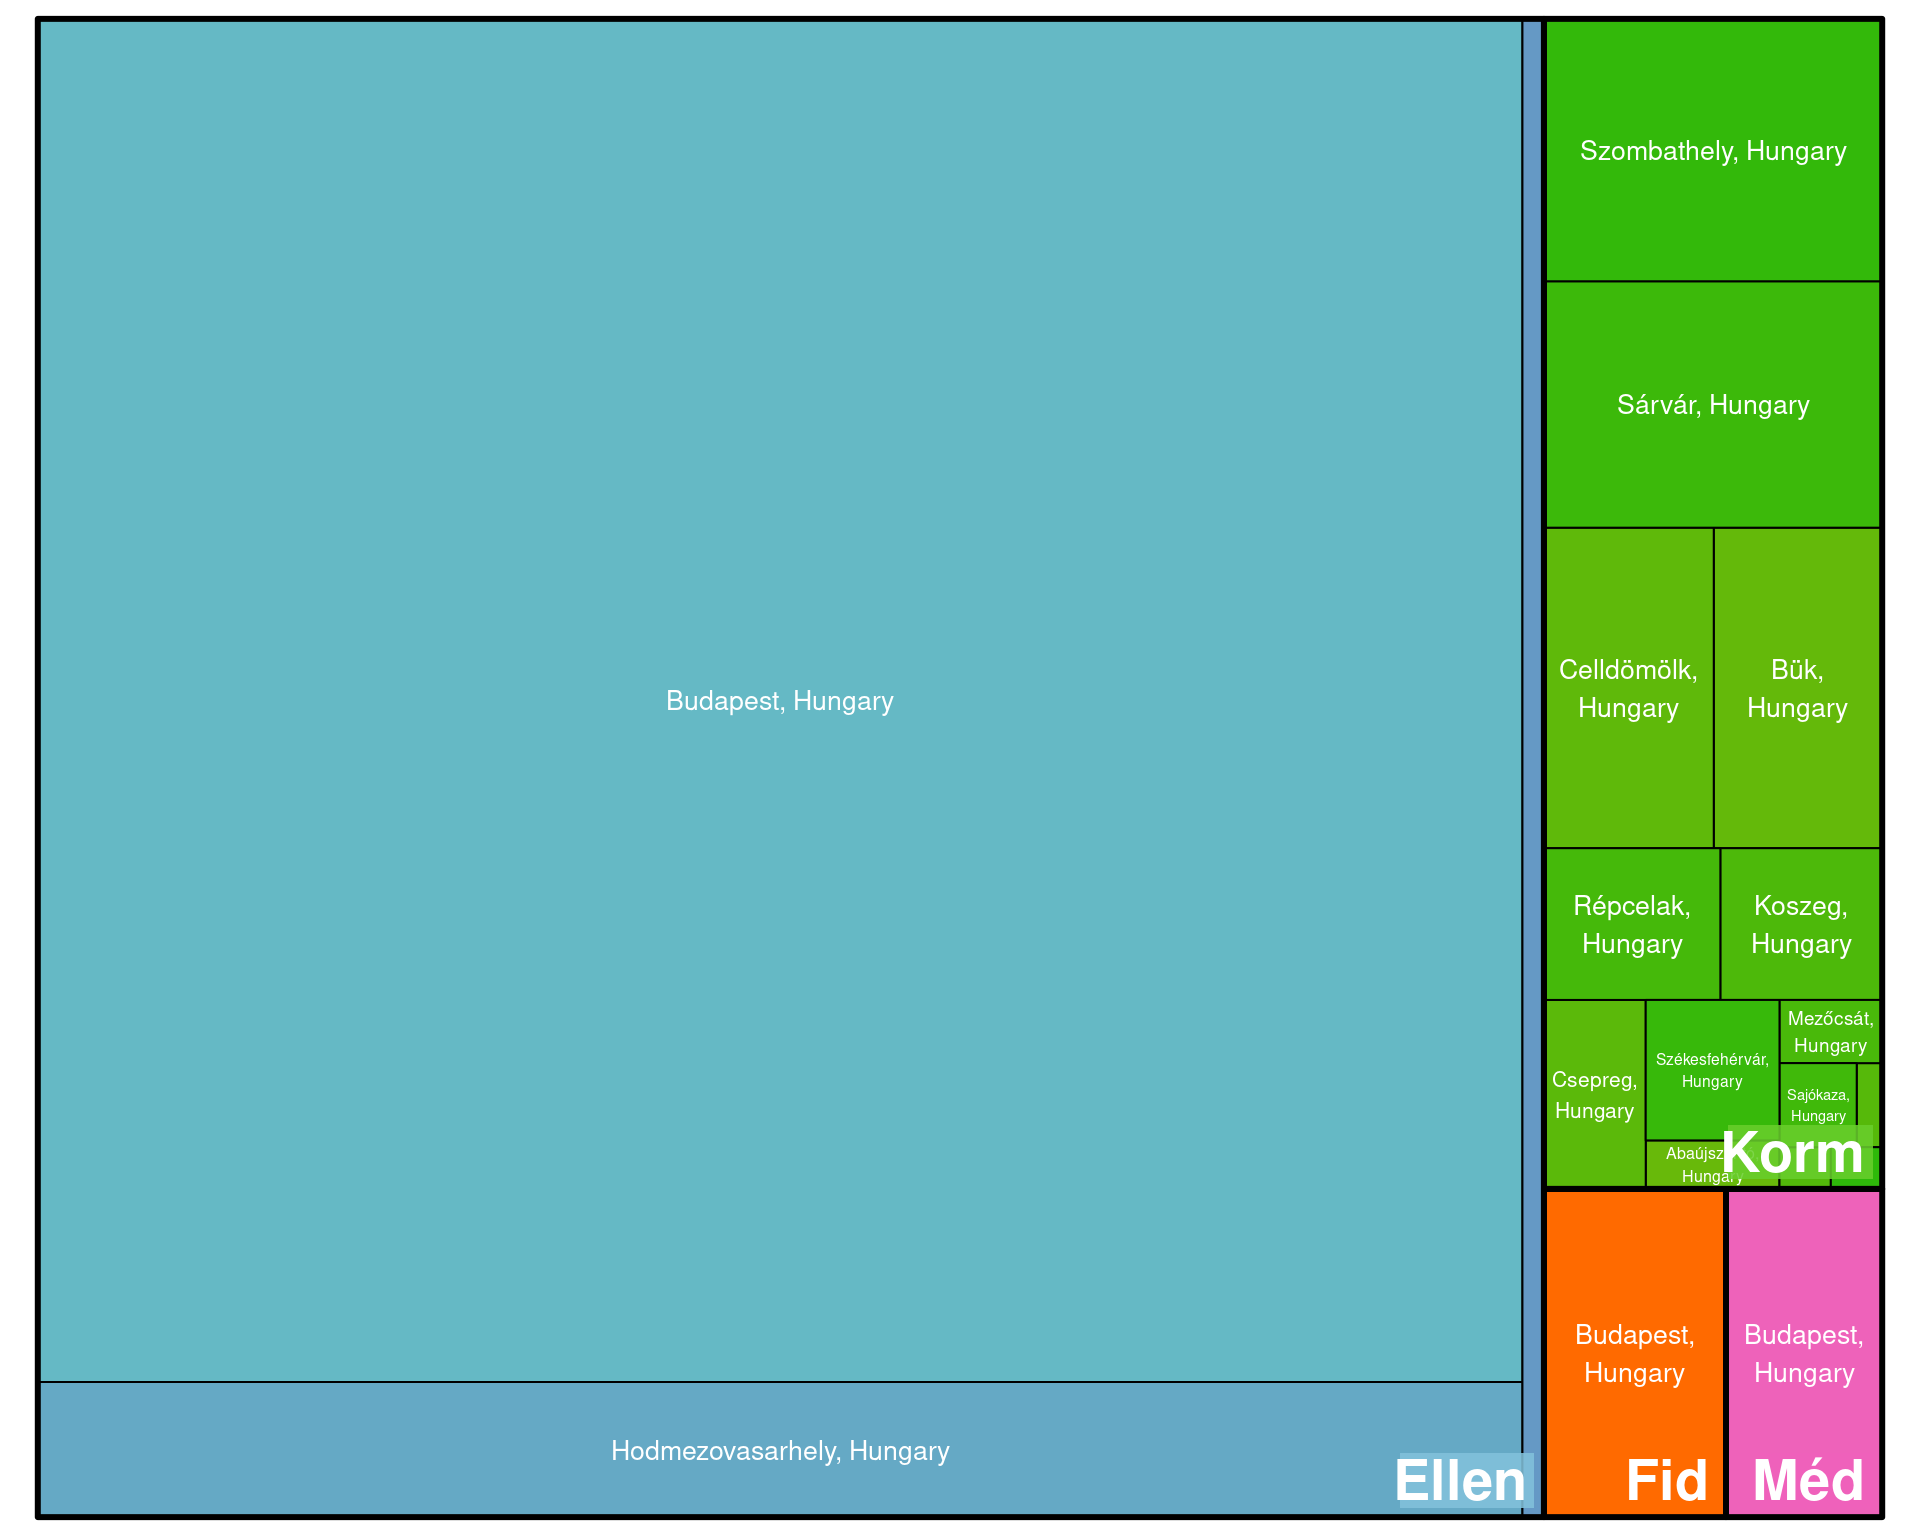 Budapest, Hungary
Hodmezovasarhely, Hungary
Ellen
Szombathely, Hungary
Sárvár, Hungary
Celldömölk,
Hungary
Bük,
Hungary
Répcelak,
Hungary
Koszeg,
Hungary
Csepreg,
Hungary
Székesfehérvár,
Hungary
Mezőcsát,
Hungary
Sajókaza,
Hungary
Hungary
Korm
Budapest,
Hungary
Fid
Budapest,
Hungary
Méd